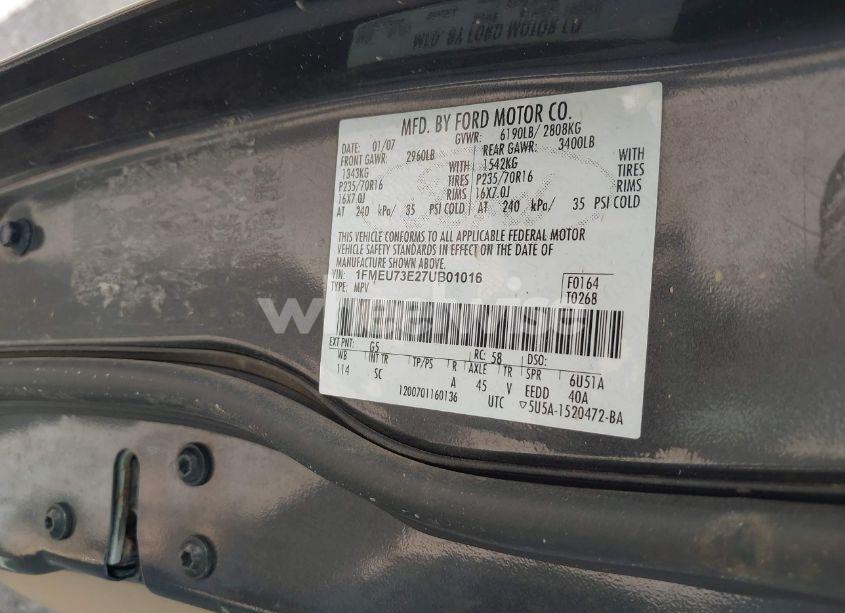 MFD. BY FORD MOTOR CO.
DATE: 01/07 GVWR: 6190LB/ 2808KG
FRONT GAWR: 2960LB REAR GAWR: 3400LB
1343KG WITH 1542KG WITH
P235/70R16 TIRES P235/70R16 TIRES
16X7.0J RIMS 16X7.0J RIMS
AT 240 kPa/ 35 PSI COLD AT 240 kPa/ 35 PSI COLD
THIS VEHICLE CONFORMS TO ALL APPLICABLE FEDERAL MOTOR
VEHICLE SAFETY STANDARDS IN EFFECT ON THE DATE OF
MANUFACTURE SHOWN ABOVE.
VIN: 1FMEU73E27UB01016 F0164
TYPE: MPV T0268
wheelwise
EXT PNT: G5 RC: 58 DSO:
WB INT TR TP/PS R AXLE TR SPR 6U51A
114 5C A 45 V EEDD 40A
1200701160136 UTC ▽5U5A-1520472-BA